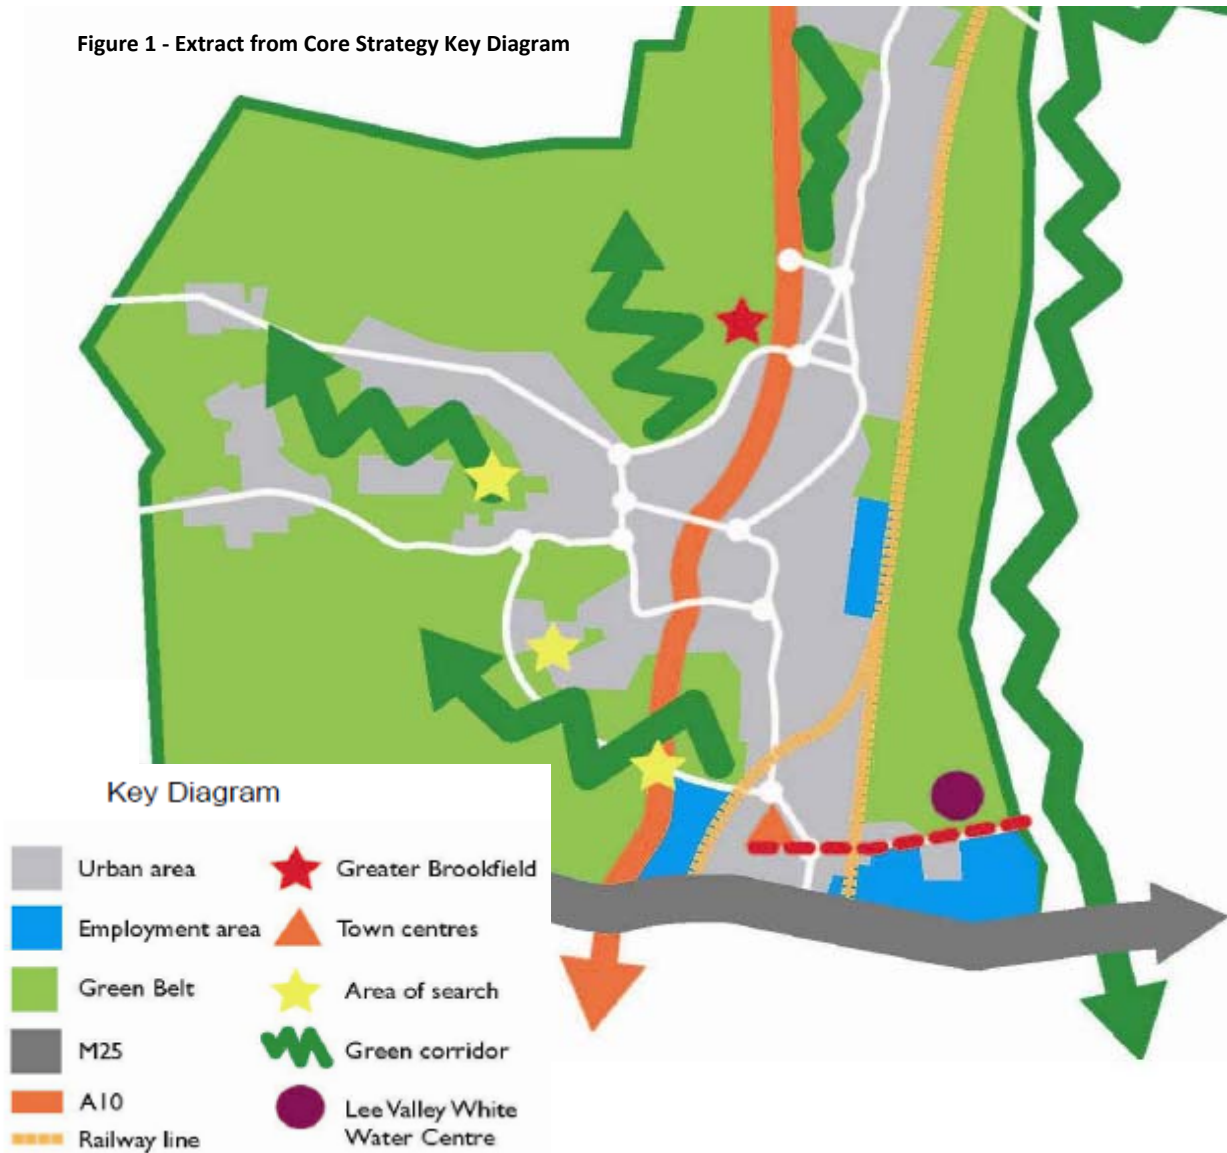 Figure 1 - Extract from Core Strategy Key Diagram
Key Diagram
Urban area
Employment area
Green Belt
M25
A10
Railway line
Greater Brookfield
Town centres
Area of search
Green corridor
Lee Valley White
Water Centre